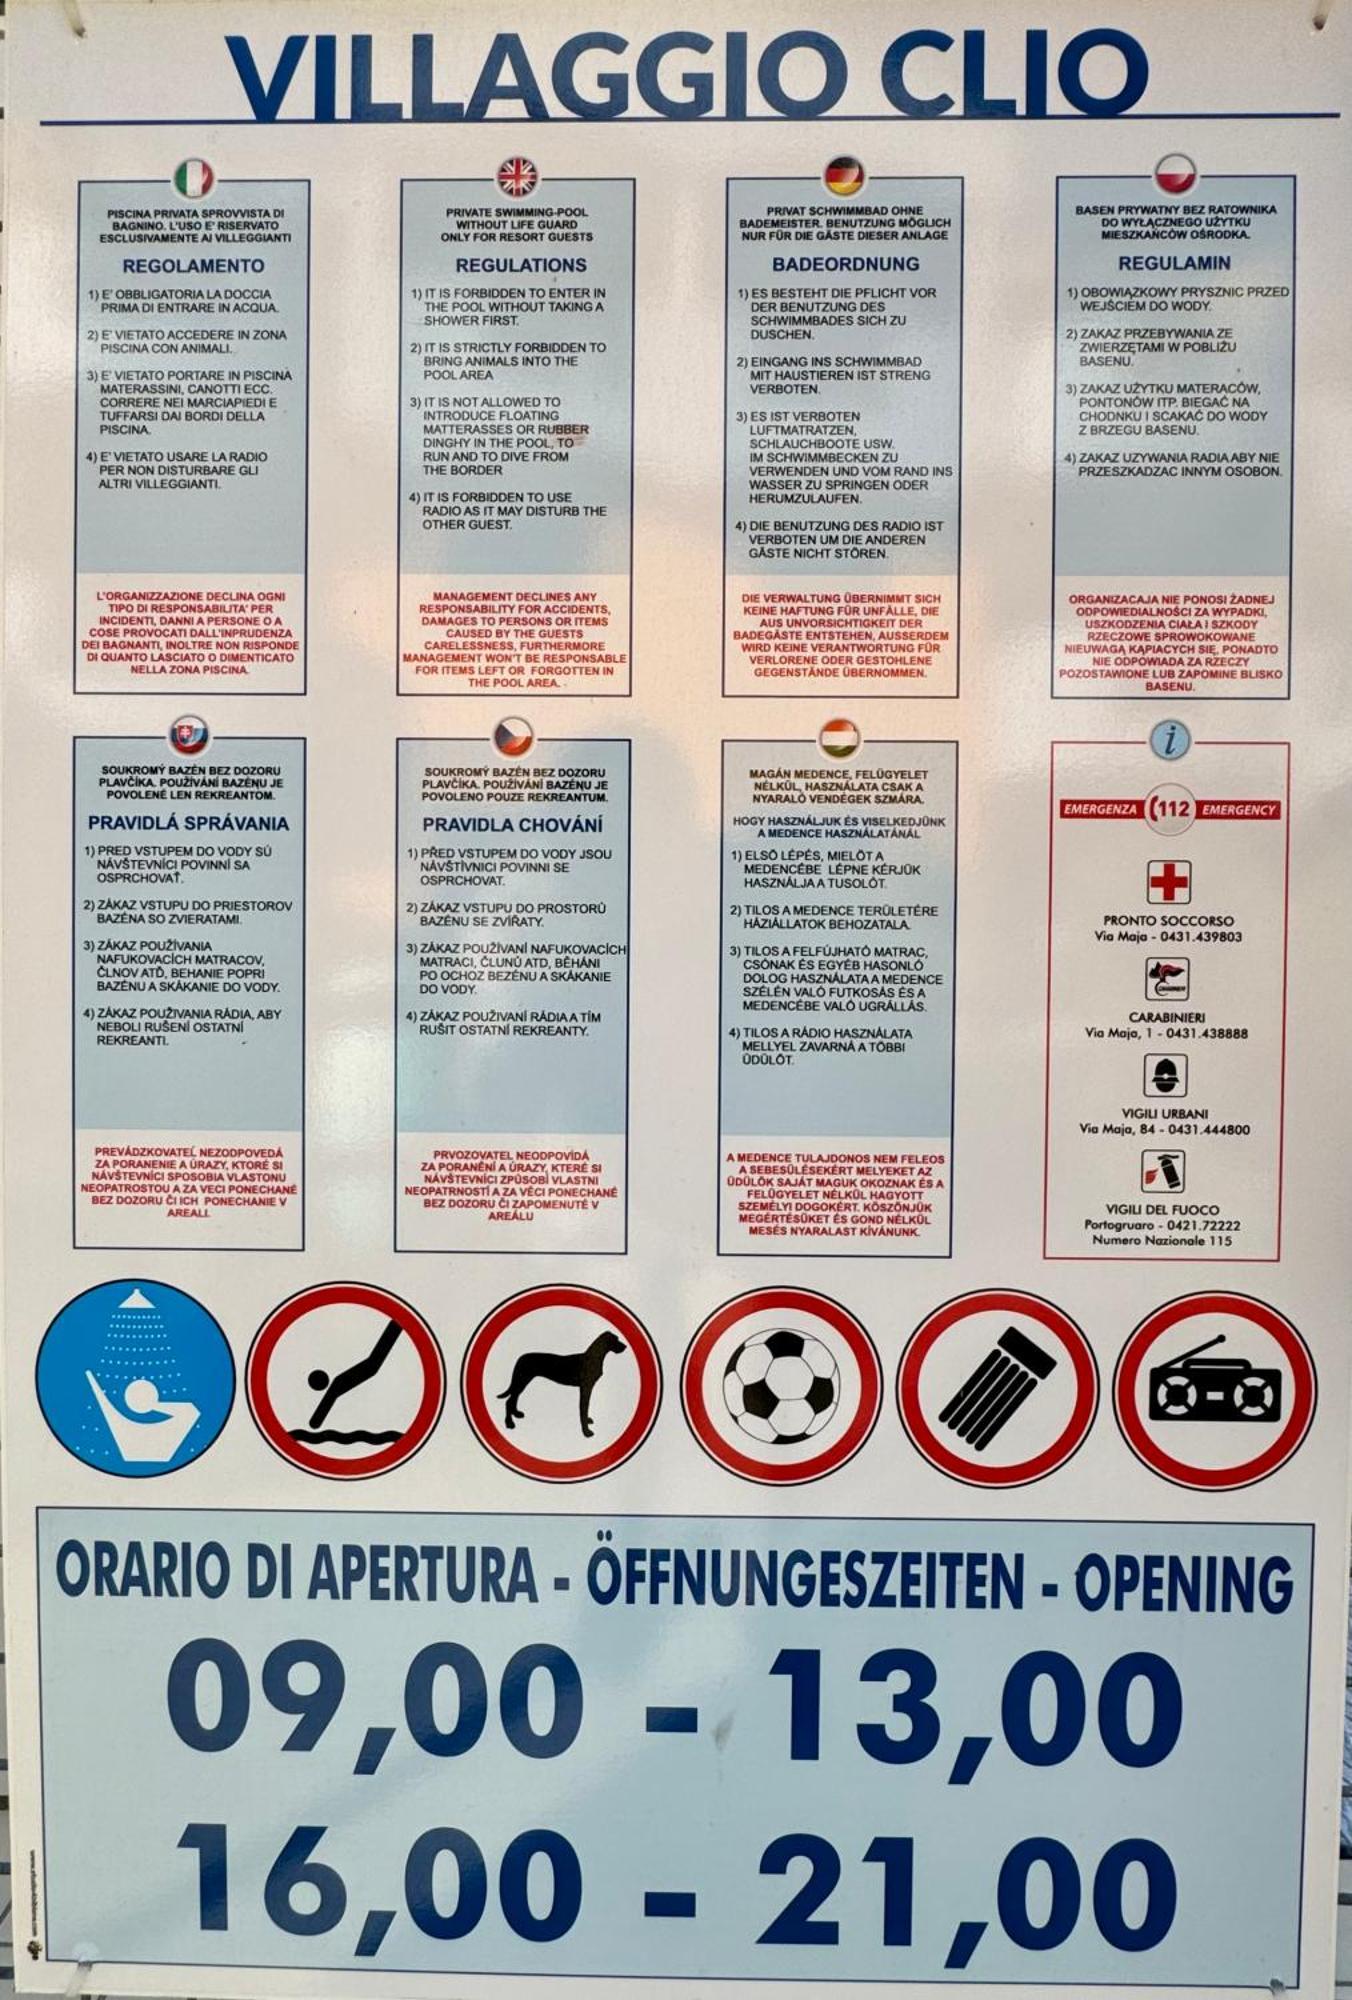 VILLAGGIO CLIO
PISCINA PRIVATA SPROVVISTA DI
BAGNINO. L'USO E' RISERVATO
ESCLUSIVAMENTE AI VILLEGGIANTI
REGOLAMENTO
1) E' OBBLIGATORIA LA DOCCIA
PRIMA DI ENTRARE IN ACQUA.
2) E' VIETATO ACCEDERE IN ZONA
PISCINA CON ANIMALI.
3) E' VIETATO PORTARE IN PISCINA
MATERASSINI, CANOTTI ECC.
CORRERE NEI MARCIAPIEDI E
TUFFARSI DAI BORDI DELLA
PISCINA.
4) E' VIETATO USARE LA RADIO
PER NON DISTURBARE GLI
ALTRI VILLEGGIANTI.
L'ORGANIZZAZIONE DECLINA OGNI
TIPO DI RESPONSABILITA' PER
INCIDENTI, DANNI A PERSONE O A
COSE PROVOCATI DALL'INPRUDENZA
DEI BAGNANTI, INOLTRE NON RISPONDE
DI QUANTO LASCIATO O DIMENTICATO
NELLA ZONA PISCINA.
PRIVATE SWIMMING-POOL
WITHOUT LIFE GUARD
ONLY FOR RESORT GUESTS
REGULATIONS
1) IT IS FORBIDDEN TO ENTER IN
THE POOL WITHOUT TAKING A
SHOWER FIRST.
2) IT IS STRICTLY FORBIDDEN TO
BRING ANIMALS INTO THE
POOL AREA
3) IT IS NOT ALLOWED TO
INTRODUCE FLOATING
MATTERASSES OR RUBBER
DINGHY IN THE POOL, TO
RUN AND TO DIVE FROM
THE BORDER
4) IT IS FORBIDDEN TO USE
RADIO AS IT MAY DISTURB THE
OTHER GUEST.
MANAGEMENT DECLINES ANY
RESPONSABILITY FOR ACCIDENTS,
DAMAGES TO PERSONS OR ITEMS
CAUSED BY THE GUESTS
CARELESSNESS, FURTHERMORE
MANAGEMENT WON'T BE RESPONSABLE
FOR ITEMS LEFT OR FORGOTTEN IN
THE POOL AREA.
PRIVAT SCHWIMMBAD OHNE
BADEMEISTER. BENUTZUNG MÖGLICH
NUR FÜR DIE GÄSTE DIESER ANLAGE
BADEORDNUNG
1) ES BESTEHT DIE PFLICHT VOR
DER BENUTZUNG DES
SCHWIMMBADES SICH ZU
DUSCHEN.
2) EINGANG INS SCHWIMMBAD
MIT HAUSTIEREN IST STRENG
VERBOTEN.
3) ES IST VERBOTEN
LUFTMATRATZEN,
SCHLAUCHBOOTE USW.
IM SCHWIMMBECKEN ZU
VERWENDEN UND VOM RAND INS
WASSER ZU SPRINGEN ODER
HERUMZULAUFEN.
4) DIE BENUTZUNG DES RADIO IST
VERBOTEN UM DIE ANDEREN
GÄSTE NICHT STÖREN.
DIE VERWALTUNG ÜBERNIMMT SICH
KEINE HAFTUNG FÜR UNFÄLLE, DIE
AUS UNVORSICHTIGKEIT DER
BADEGÄSTE ENTSTEHEN, AUSSERDEM
WIRD KEINE VERANTWORTUNG FÜR
VERLORENE ODER GESTOHLENE
GEGENSTÄNDE ÜBERNOMMEN.
BASEN PRYWATNY BEZ RATOWNIKA
DO WYŁĄCZNEGO UŻYTKU
MIESZKAŃCÓW OŚRODKA.
REGULAMIN
1) OBOWIĄZKOWY PRYSZNIC PRZED
WEJŚCIEM DO WODY.
2) ZAKAZ PRZEBYWANIA ZE
ZWIERZĘTAMI W POBLIŻU
BASENU.
3) ZAKAZ UŻYTKU MATERACÓW,
PONTONÓW ITP. BIEGAĆ NA
CHODNKU I SCAKAĆ DO WODY
Z BRZEGU BASENU.
4) ZAKAZ UZYWANIA RADIA ABY NIE
PRZESZKADZAC INNYM OSOBON.
ORGANIZACAJA NIE PONOSI ŻADNEJ
ODPOWIEDIALNOŚCI ZA WYPADKI,
USZKODZENIA CIAŁA I SZKODY
RZECZOWE SPROWOKOWANE
NIEUWAGĄ KĄPIACYCH SIĘ, PONADTO
NIE ODPOWIADA ZA RZECZY
POZOSTAWIONE LUB ZAPOMINE BLISKO
BASENU.
SOUKROMÝ BAZÉN BEZ DOZORU
PLAVČÍKA. POUŽÍVÁNÍ BAZÉNU JE
POVOLENÉ LEN REKREANTOM.
PRAVIDLÁ SPRÁVANIA
1) PRED VSTUPEM DO VODY SÚ
NÁVŠTEVNÍCI POVINNÍ SA
OSPRCHOVAŤ.
2) ZÁKAZ VSTUPU DO PRIESTOROV
BAZÉNA SO ZVIERATAMI.
3) ZÁKAZ POUŽÍVANIA
NAFUKOVACÍCH MATRACOV,
ČLNOV ATĎ, BEHANIE POPRI
BAZÉNU A SKÁKANIE DO VODY.
4) ZÁKAZ POUŽIVANIA RÁDIA, ABY
NEBOLI RUŠENÍ OSTATNÍ
REKREANTI.
PREVÁDZKOVATEĹ NEZODPOVEDÁ
ZA PORANENIE A ÚRAZY, KTORÉ SI
NÁVŠTEVNÍCI SPOSOBIA VLASTONU
NEOPATROSTOU A ZA VECI PONECHANÉ
BEZ DOZORU ČI ICH PONECHANIE V
AREALI.
SOUKROMÝ BAZÉN BEZ DOZORU
PLAVČÍKA. POUŽÍVÁNÍ BAZÉNU JE
POVOLENO POUZE REKREANTUM.
PRAVIDLA CHOVÁNÍ
1) PŘED VSTUPEM DO VODY JSOU
NÁVŠTÍVNÍCI POVINNI SE
OSPRCHOVAT.
2) ZÁKAZ VSTUPU DO PROSTORŮ
BAZÉNU SE ZVÍŘATY.
3) ZÁKAZ POUŽÍVANÍ NAFUKOVACÍCH
MATRACI, ČLUNŮ ATD, BĚHÁNI
PO OCHOZ BEZÉNU A SKÁKANIE
DO VODY.
4) ZÁKAZ POUŽIVANÍ RÁDIA A TÍM
RUŠIT OSTATNÍ REKREANTY.
PRVOZOVATEL NEODPOVÍDÁ
ZA PORANĚNÍ A ÚRAZY, KTERÉ SI
NÁVŠTEVNÍCI ZPŮSOBÍ VLASTNI
NEOPATRNOSTÍ A ZA VĚCI PONECHANÉ
BEZ DOZORU ČI ZAPOMENUTÉ V
AREÁLU
MAGÁN MEDENCE, FELÜGYELET
NÉLKÜL, HASZNÁLATA CSAK A
NYARALÓ VENDÉGEK SZMÁRA.
HOGY HASZNÁLJUK ÉS VISELKEDJÜNK
A MEDENCE HASZNÁLATÁNÁL
1) ELSŐ LÉPÉS, MIELŐT A
MEDENCÉBE LÉPNE KÉRJÜK
HASZNÁLJA A TUSOLÓT.
2) TILOS A MEDENCE TERÜLETÉRE
HÁZIÁLLATOK BEHOZATALA.
3) TILOS A FELFÚJHATÓ MATRAC,
CSÓNAK ÉS EGYÉB HASONLÓ
DOLOG HASZNÁLATA A MEDENCE
SZÉLÉN VALÓ FUTKOSÁS ÉS A
MEDENCÉBE VALÓ UGRÁLLÁS.
4) TILOS A RÁDIO HASZNÁLATA
MELLYEL ZAVARNÁ A TÖBBI
ÜDÜLŐT.
A MEDENCE TULAJDONOS NEM FELEOS
A SEBESÜLÉSEKÉRT MELYEKET AZ
ÜDÜLŐK SAJÁT MAGUK OKOZNAK ÉS A
FELÜGYELET NÉLKÜL HAGYOTT
SZEMÉLYI DOGOKÉRT. KÖSZÖNJÜK
MEGÉRTÉSÜKET ÉS GOND NÉLKÜL
MESÉS NYARALAST KÍVÁNUNK.
i
EMERGENZA 112 EMERGENCY
PRONTO SOCCORSO
Via Maja - 0431.439803
CARABINIERI
Via Maja, 1 - 0431.438888
VIGILI URBANI
Via Maja, 84 - 0431.444800
VIGILI DEL FUOCO
Portogruaro - 0421.72222
Numero Nazionale 115
ORARIO DI APERTURA - ÖFFNUNGESZEITEN - OPENING
09,00 - 13,00
16,00 - 21,00